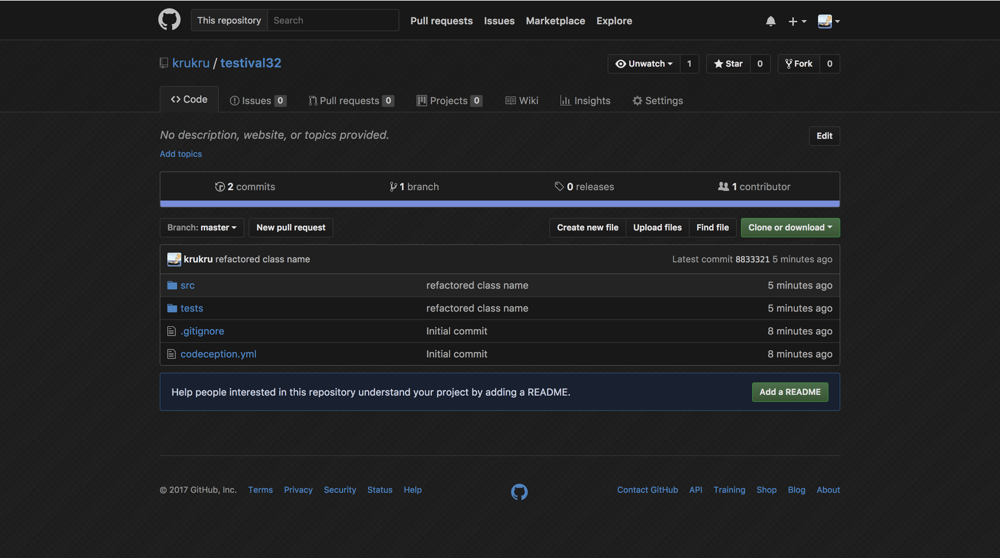 This repository Search Pull requests Issues Marketplace Explore
krukru / testival32 Unwatch 1 Star 0 Fork 0
Code Issues 0 Pull requests 0 Projects 0 Wiki Insights Settings
No description, website, or topics provided. Edit
Add topics
2 commits 1 branch 0 releases 1 contributor
Branch: master New pull request Create new file Upload files Find file Clone or download
krukru refactored class name Latest commit 8833321 5 minutes ago
src refactored class name 5 minutes ago
tests refactored class name 5 minutes ago
.gitignore Initial commit 8 minutes ago
codeception.yml Initial commit 8 minutes ago
Help people interested in this repository understand your project by adding a README. Add a README
© 2017 GitHub, Inc. Terms Privacy Security Status Help Contact GitHub API Training Shop Blog About